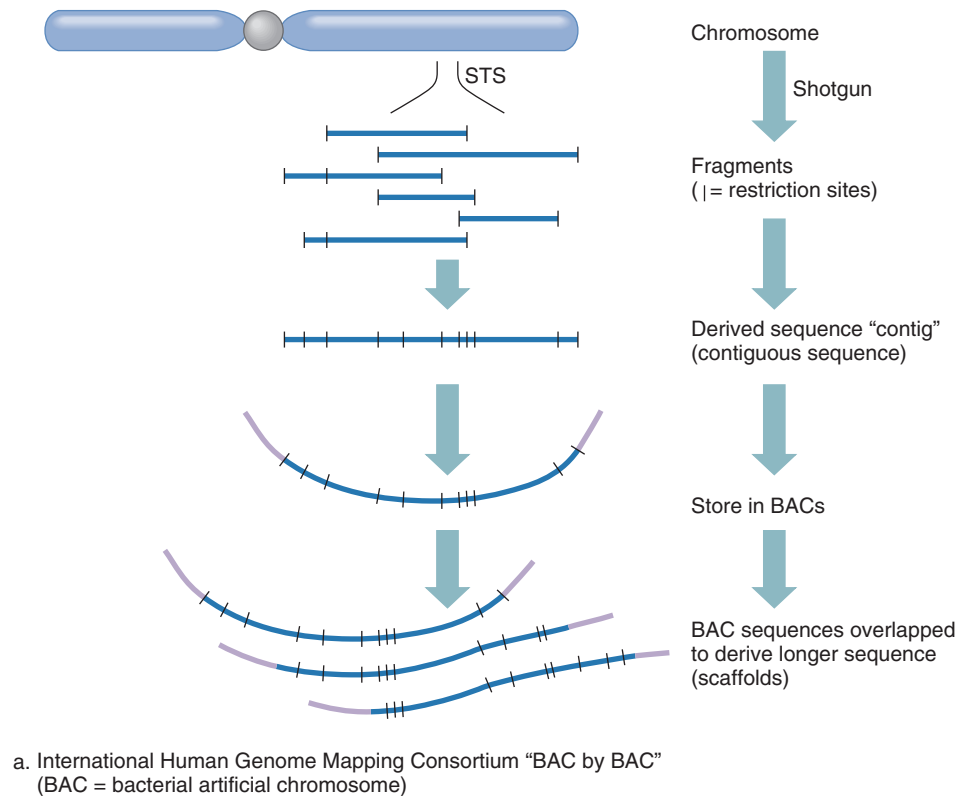 Chromosome
STS
Shotgun
Fragments
(|= restriction sites)
Derived sequence “contig”
(contiguous sequence)
Store in BACs
BAC sequences overlapped
to derive longer sequence
(scaffolds)
a. International Human Genome Mapping Consortium “BAC by BAC”
(BAC = bacterial artificial chromosome)